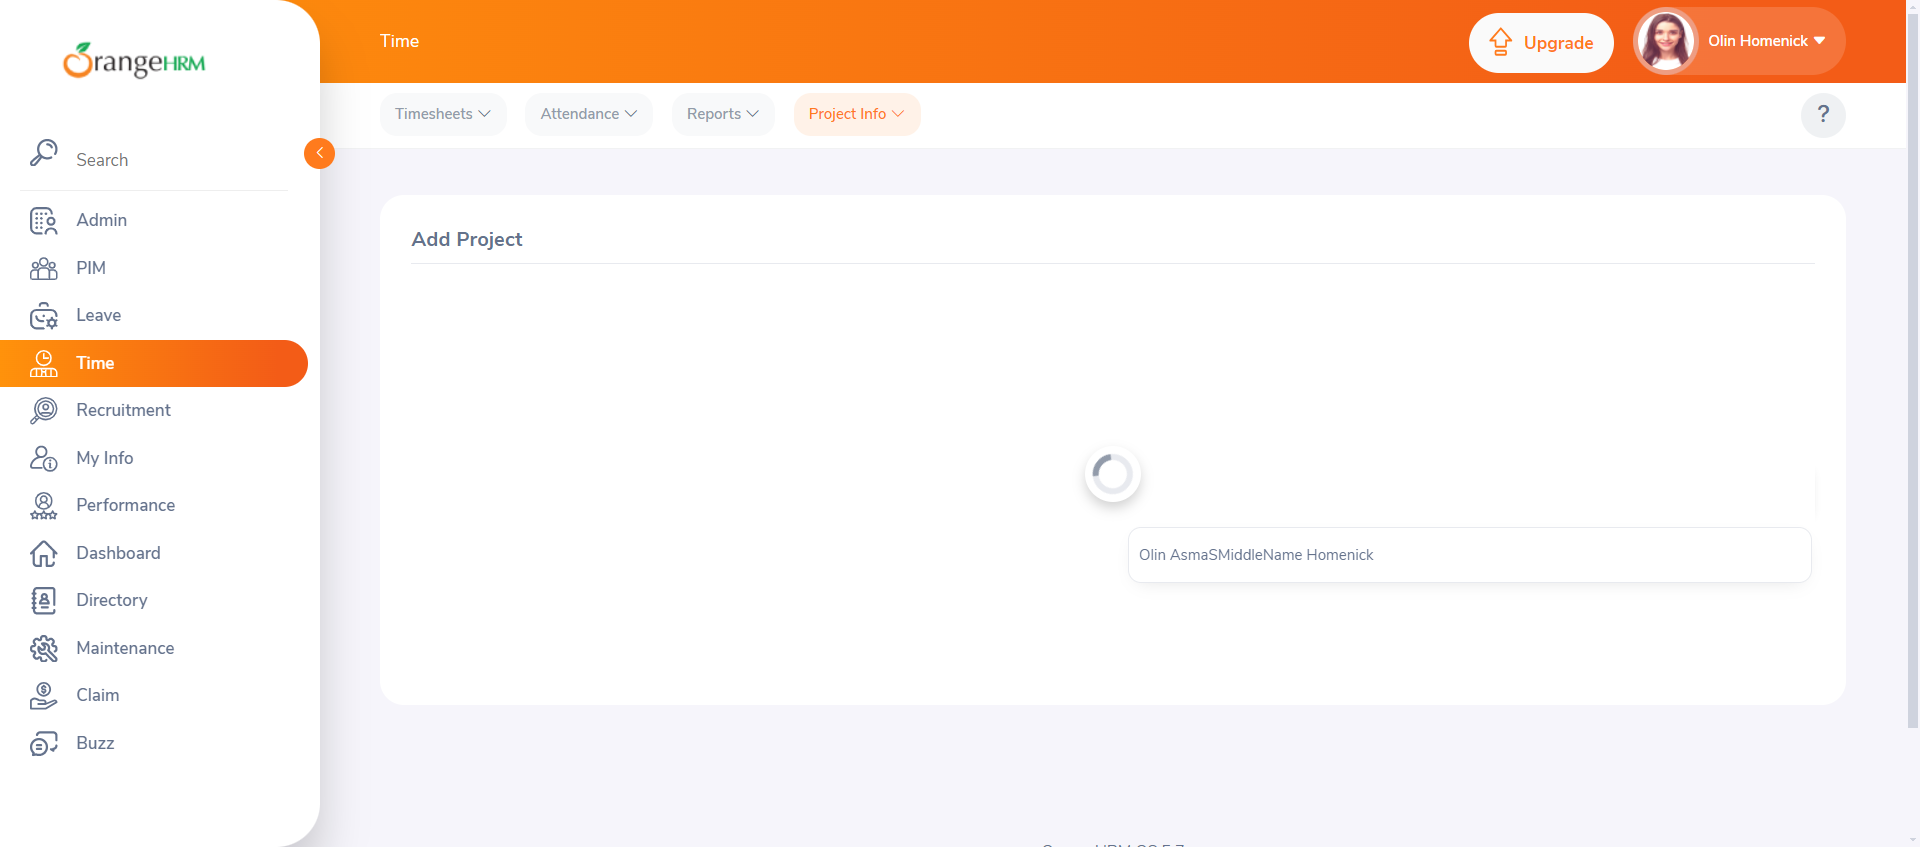 OrangeHRM
Time
Upgrade
Olin Homenick
Timesheets
Attendance
Reports
Project Info
?
Search
Admin
PIM
Leave
Time
Recruitment
My Info
Performance
Dashboard
Directory
Maintenance
Claim
Buzz
Add Project
Olin AsmaSMiddleName Homenick